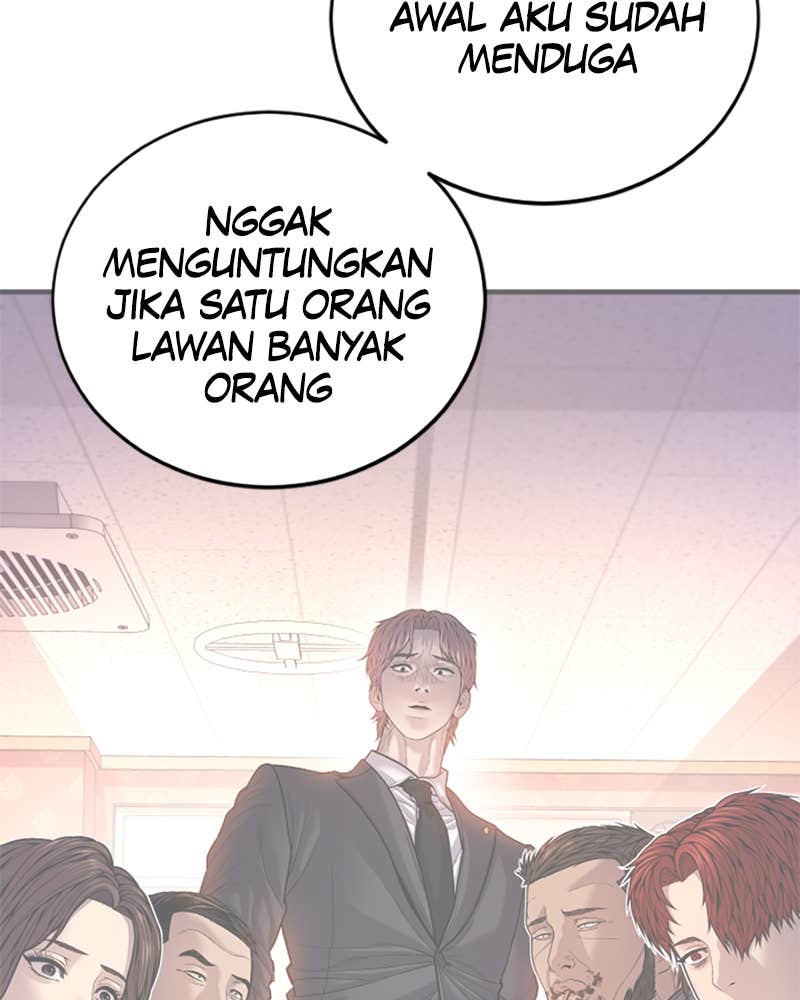 AWAL AKU SUDAH
MENDUGA
NGGAK
MENGUNTUNGKAN
JIKA SATU ORANG
LAWAN BANYAK
ORANG